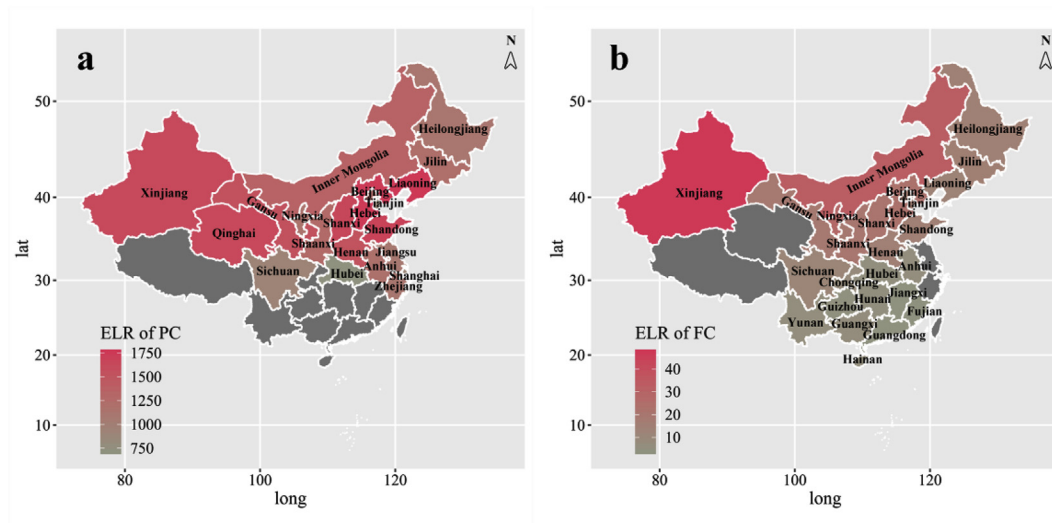 a
N
50
40
30
20
10
lat
80
100
120
long
Heilongjiang
Jilin
Inner Mongolia
Liaoning
Xinjiang
Beijing
Tianjin
Gansu
Ningxia
Hebei
Shanxi
Shandong
Qinghai
Shaanxi
Henan
Jiangsu
Sichuan
Hubei
Anhui
Shanghai
Zhejiang
ELR of PC
1750
1500
1250
1000
750
b
N
50
40
30
20
10
lat
80
100
120
long
Heilongjiang
Jilin
Inner Mongolia
Liaoning
Xinjiang
Beijing
Tianjin
Gansu
Ningxia
Hebei
Shanxi
Shandong
Shaanxi
Henan
Sichuan
Hubei
Anhui
Chongqing
Hunan
Jiangxi
Guizhou
Fujian
Yunan
Guangxi
Guangdong
Hainan
ELR of FC
40
30
20
10